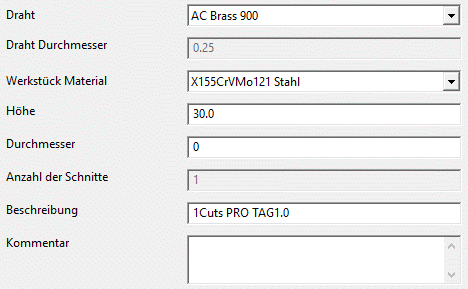 Draht AC Brass 900
Draht Durchmesser 0.25
Werkstück Material X155CrVMo121 Stahl
Höhe 30.0
Durchmesser 0
Anzahl der Schnitte 1
Beschreibung 1Cuts PRO TAG1.0
Kommentar